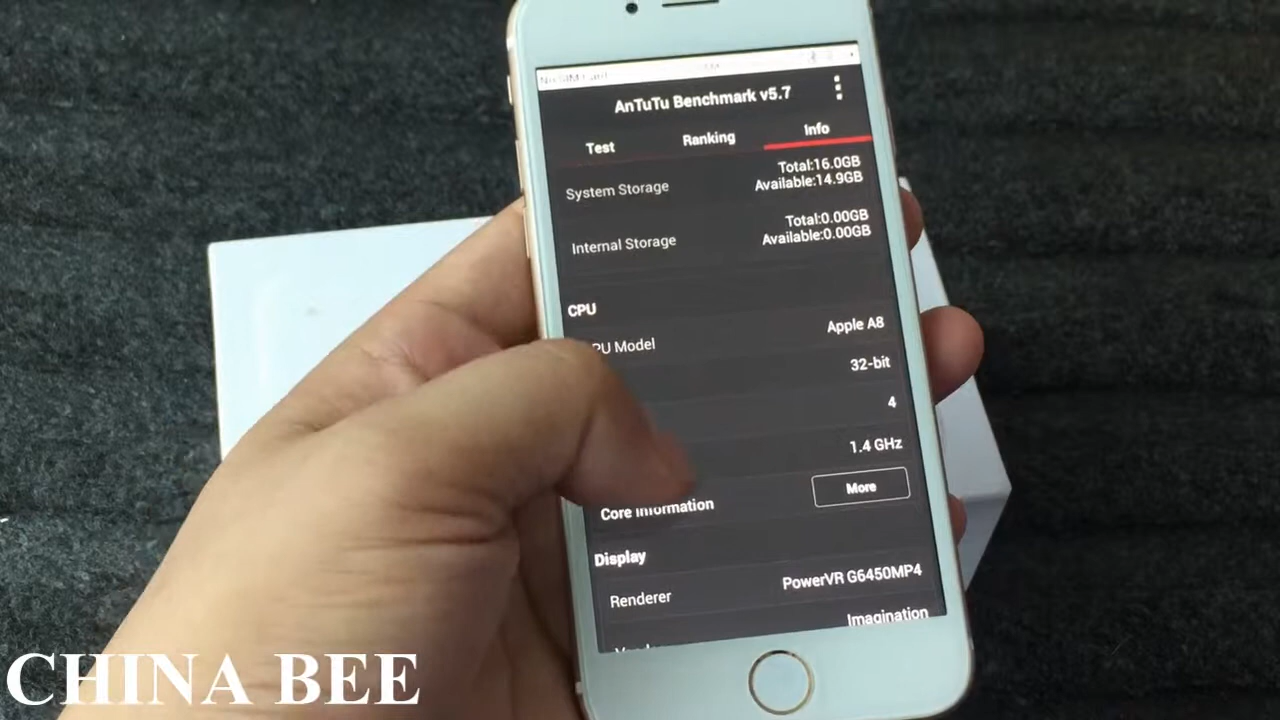 AnTuTu Benchmark v5.7
Test Ranking Info
System Storage
Total:16.0GB
Available:14.9GB
Internal Storage
Total:0.00GB
Available:0.00GB
CPU
PU Model Apple A8
32-bit
4
1.4 GHz
Core Information More
Display
Renderer PowerVR G6450MP4
Imagination
CHINA BEE